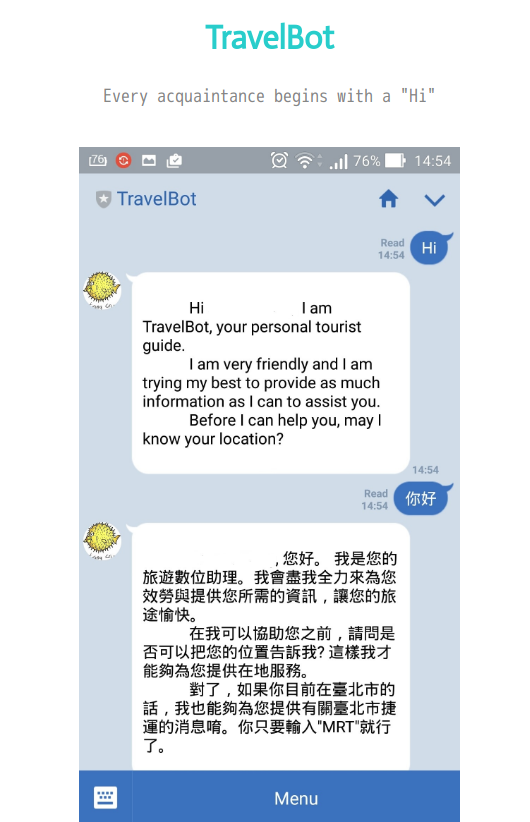 TravelBot
Every acquaintance begins with a "Hi"
76 76% 14:54
TravelBot
Read
14:54
Hi
Hi I am
TravelBot, your personal tourist
guide.
I am very friendly and I am
trying my best to provide as much
information as I can to assist you.
Before I can help you, may I
know your location?
14:54
Read
14:54
你好
, 您好。 我是您的
旅遊數位助理。我會盡我全力來為您
效勞與提供您所需的資訊，讓您的旅
途愉快。
在我可以協助您之前，請問是
否可以把您的位置告訴我? 這樣我才
能夠為您提供在地服務。
對了，如果你目前在臺北市的
話，我也能夠為您提供有關臺北市捷
運的消息唷。你只要輸入"MRT"就行
了。
Menu